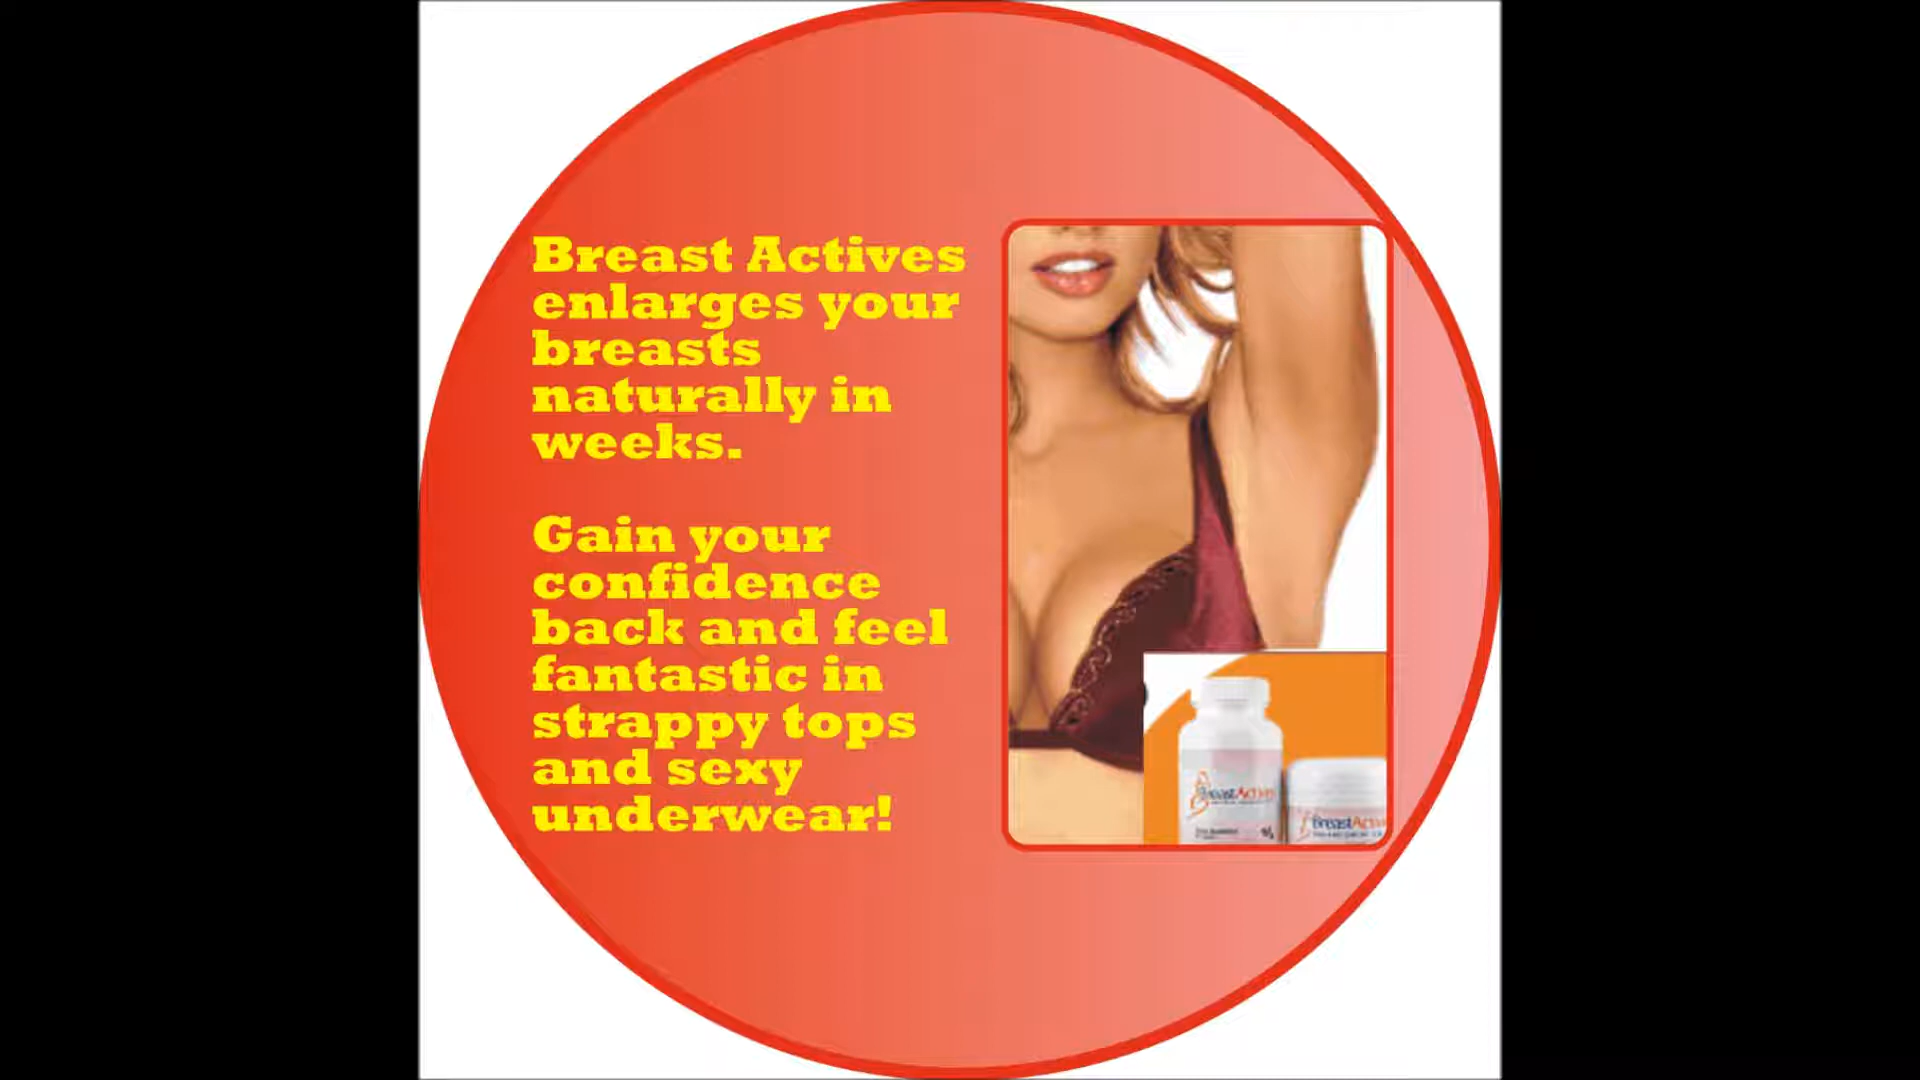 Breast Actives
enlarges your
breasts
naturally in
weeks.
Gain your
confidence
back and feel
fantastic in
strappy tops
and sexy
underwear!
BreastActives
BreastActiv